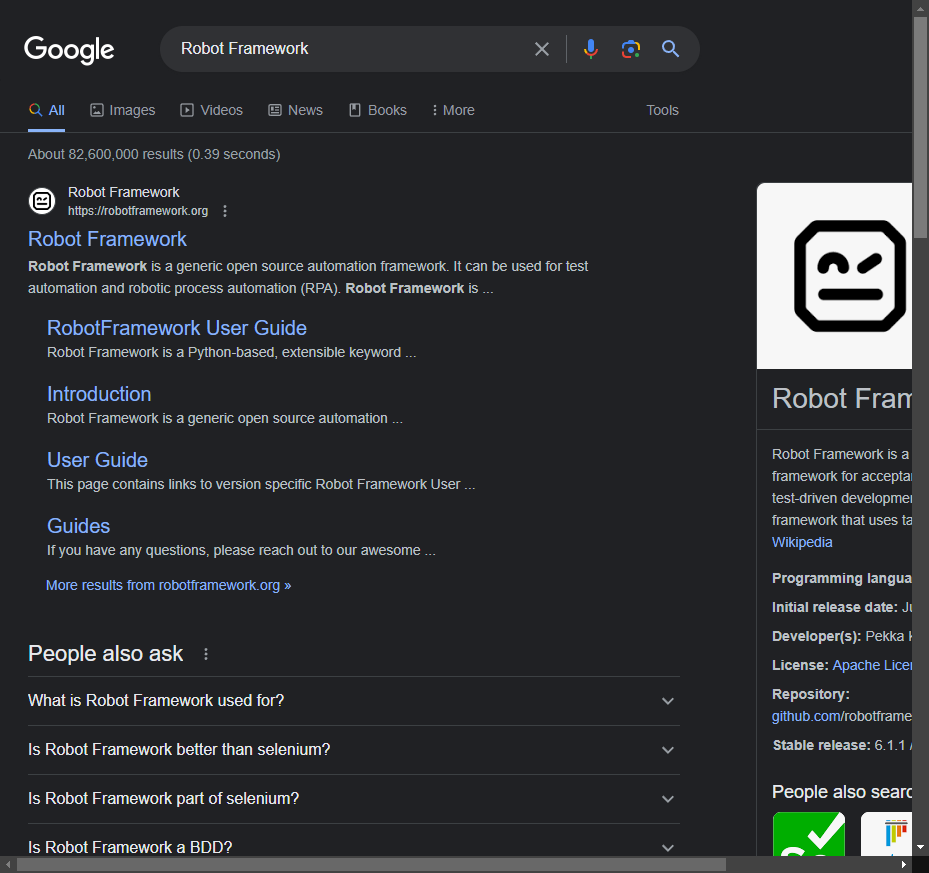 Google
Robot Framework
All
Images
Videos
News
Books
More
Tools
About 82,600,000 results (0.39 seconds)
Robot Framework
https://robotframework.org
Robot Framework
Robot Framework is a generic open source automation framework. It can be used for test
automation and robotic process automation (RPA). Robot Framework is ...
RobotFramework User Guide
Robot Framework is a Python-based, extensible keyword ...
Introduction
Robot Framework is a generic open source automation ...
User Guide
This page contains links to version specific Robot Framework User ...
Guides
If you have any questions, please reach out to our awesome ...
More results from robotframework.org »
People also ask
What is Robot Framework used for?
Is Robot Framework better than selenium?
Is Robot Framework part of selenium?
Is Robot Framework a BDD?
Robot Fram
Robot Framework is a
framework for accepta
test-driven developme
framework that uses ta
Wikipedia
Programming langua
Initial release date: Ju
Developer(s): Pekka
License: Apache Lice
Repository:
github.com/robotframe
Stable release: 6.1.1 /
People also searc